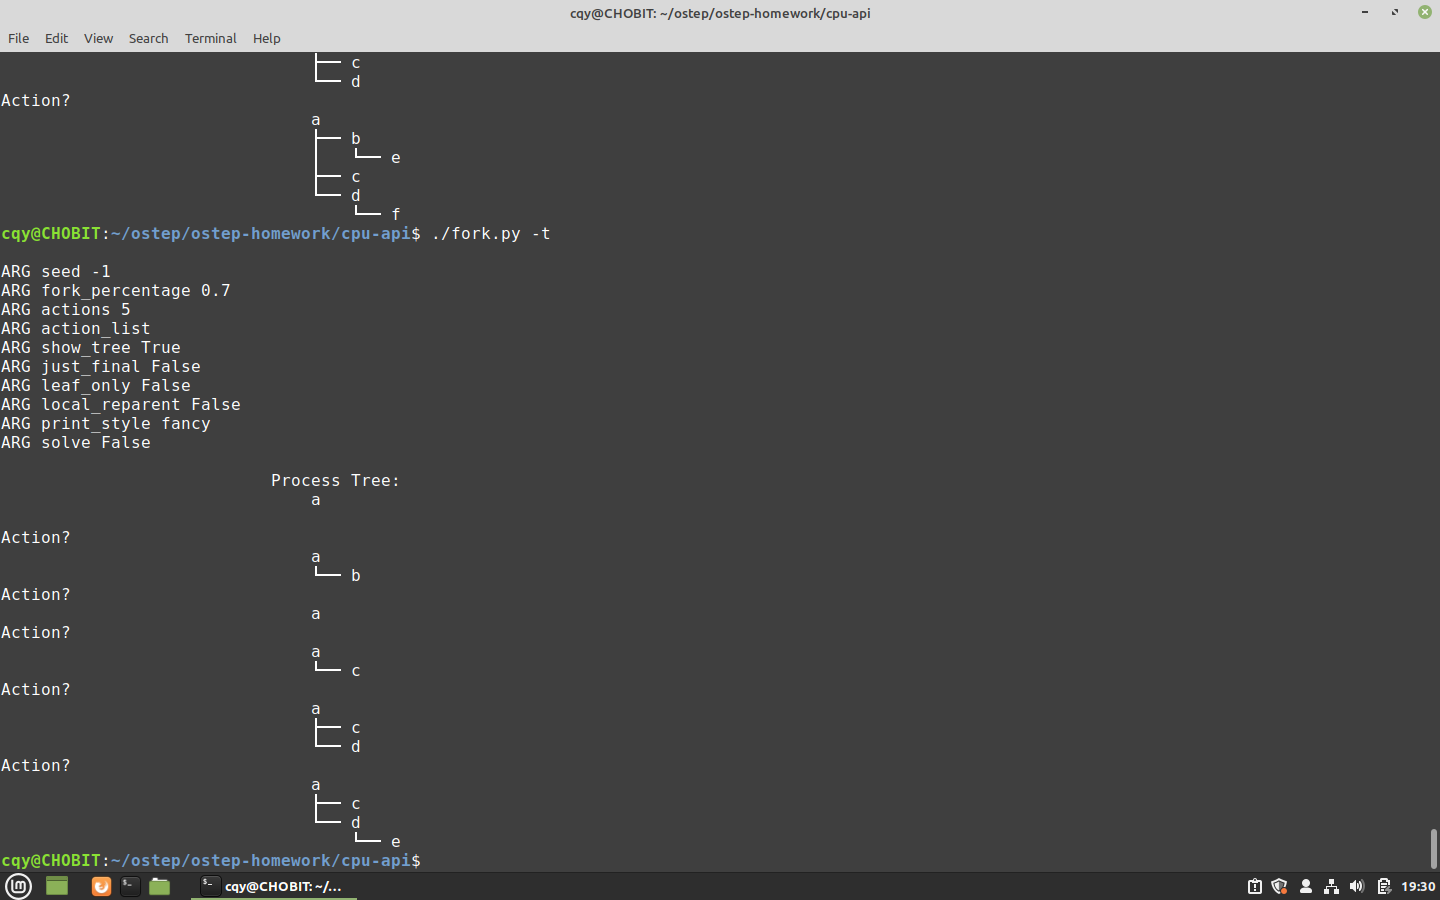 cqy@CHOBIT: ~/ostep/ostep-homework/cpu-api
File Edit View Search Terminal Help
├── c
└── d
Action?
a
├── b
│   └── e
├── c
└── d
    └── f
cqy@CHOBIT:~/ostep/ostep-homework/cpu-api$ ./fork.py -t
ARG seed -1
ARG fork_percentage 0.7
ARG actions 5
ARG action_list
ARG show_tree True
ARG just_final False
ARG leaf_only False
ARG local_reparent False
ARG print_style fancy
ARG solve False
Process Tree:
a
Action?
a
└── b
Action?
a
Action?
a
└── c
Action?
a
├── c
└── d
Action?
a
├── c
└── d
    └── e
cqy@CHOBIT:~/ostep/ostep-homework/cpu-api$
cqy@CHOBIT: ~/... 19:30